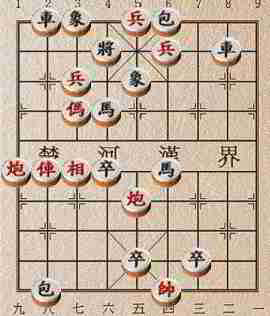 1 2 3 4 5 6 7 8 9
車 象 兵 包
將 兵 車
兵 象
傌 馬
楚 河 漢 界
炮 俥 相 卒 馬
炮
卒 卒
包 帥
九 八 七 六 五 四 三 二 一